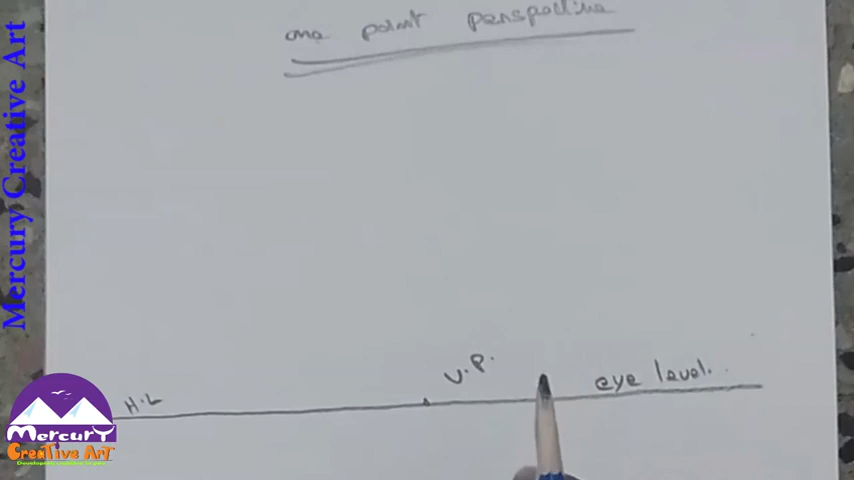 one point perspective
Mercury Creative Art
V.P.
eye level.
H.L
Mercury
Creative Art